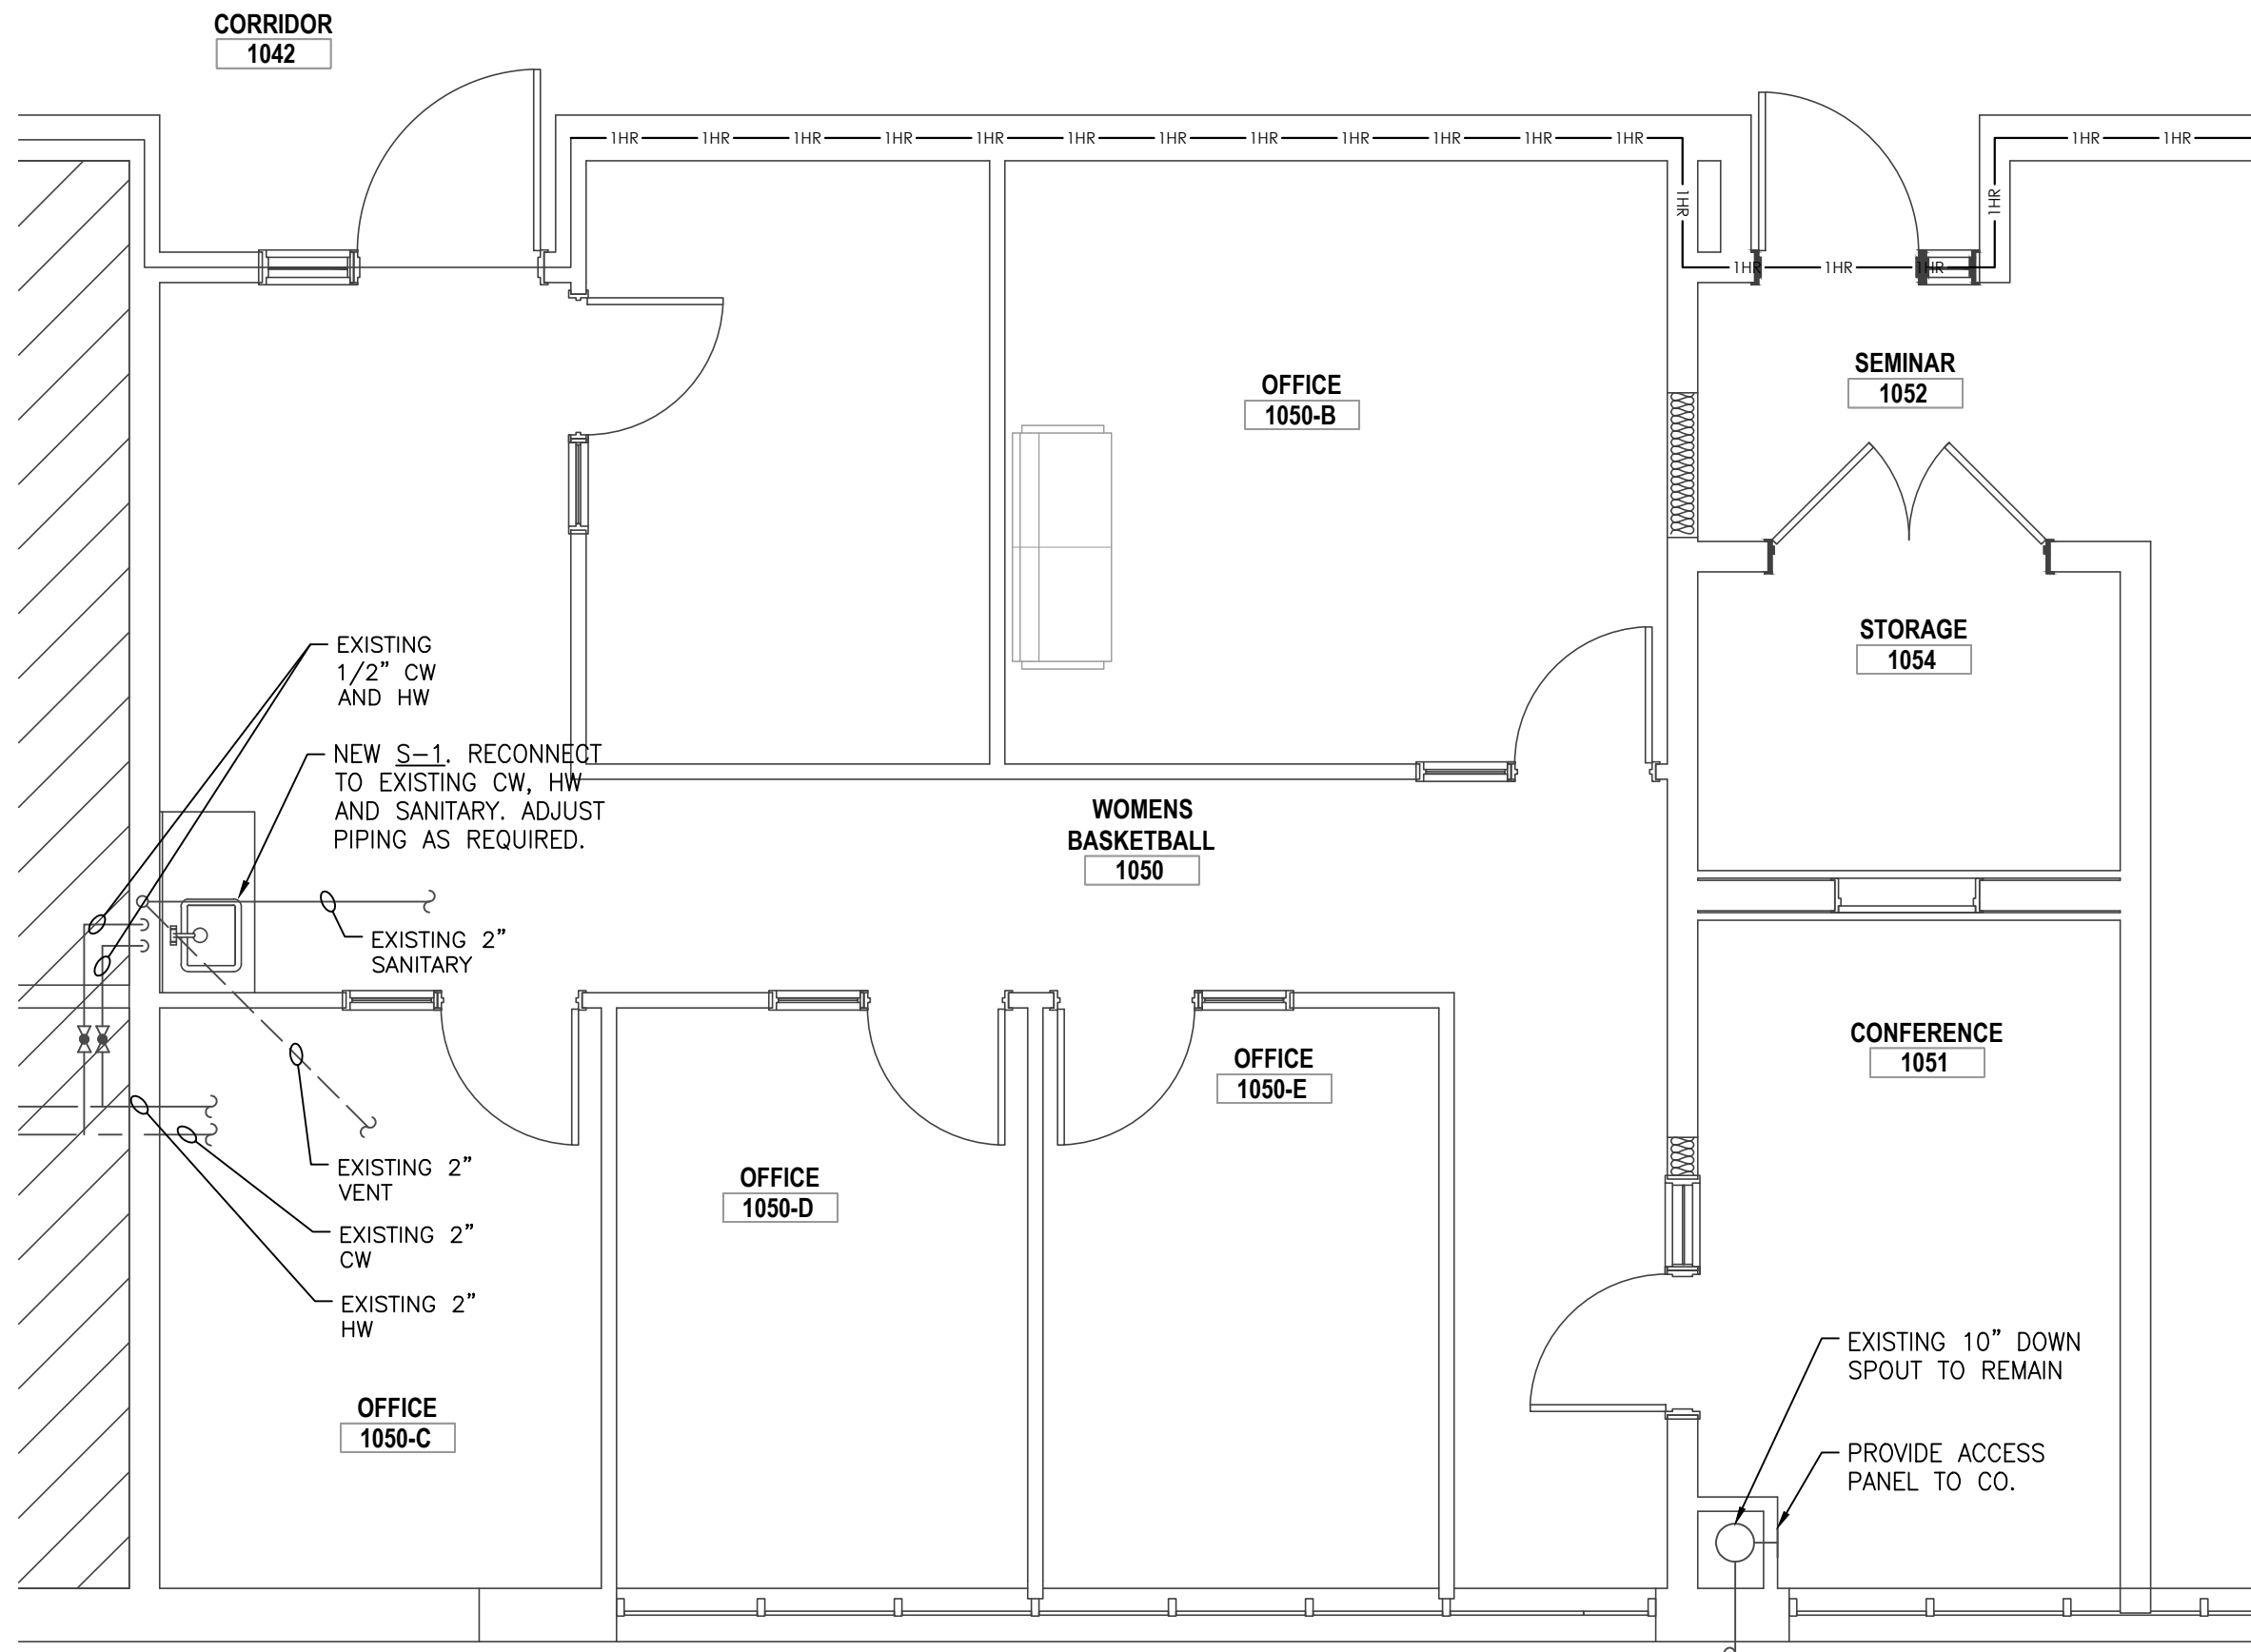 CORRIDOR
1042
1HR 1HR 1HR 1HR 1HR 1HR 1HR 1HR 1HR 1HR 1HR 1HR
1HR 1HR
1HR
1HR
1HR 1HR 1HR
OFFICE
1050-B
SEMINAR
1052
STORAGE
1054
EXISTING
1/2" CW
AND HW
NEW S-1. RECONNECT
TO EXISTING CW, HW
AND SANITARY. ADJUST
PIPING AS REQUIRED.
WOMENS
BASKETBALL
1050
EXISTING 2"
SANITARY
CONFERENCE
1051
OFFICE
1050-E
OFFICE
1050-D
EXISTING 2"
VENT
EXISTING 2"
CW
EXISTING 2"
HW
OFFICE
1050-C
EXISTING 10" DOWN
SPOUT TO REMAIN
PROVIDE ACCESS
PANEL TO CO.